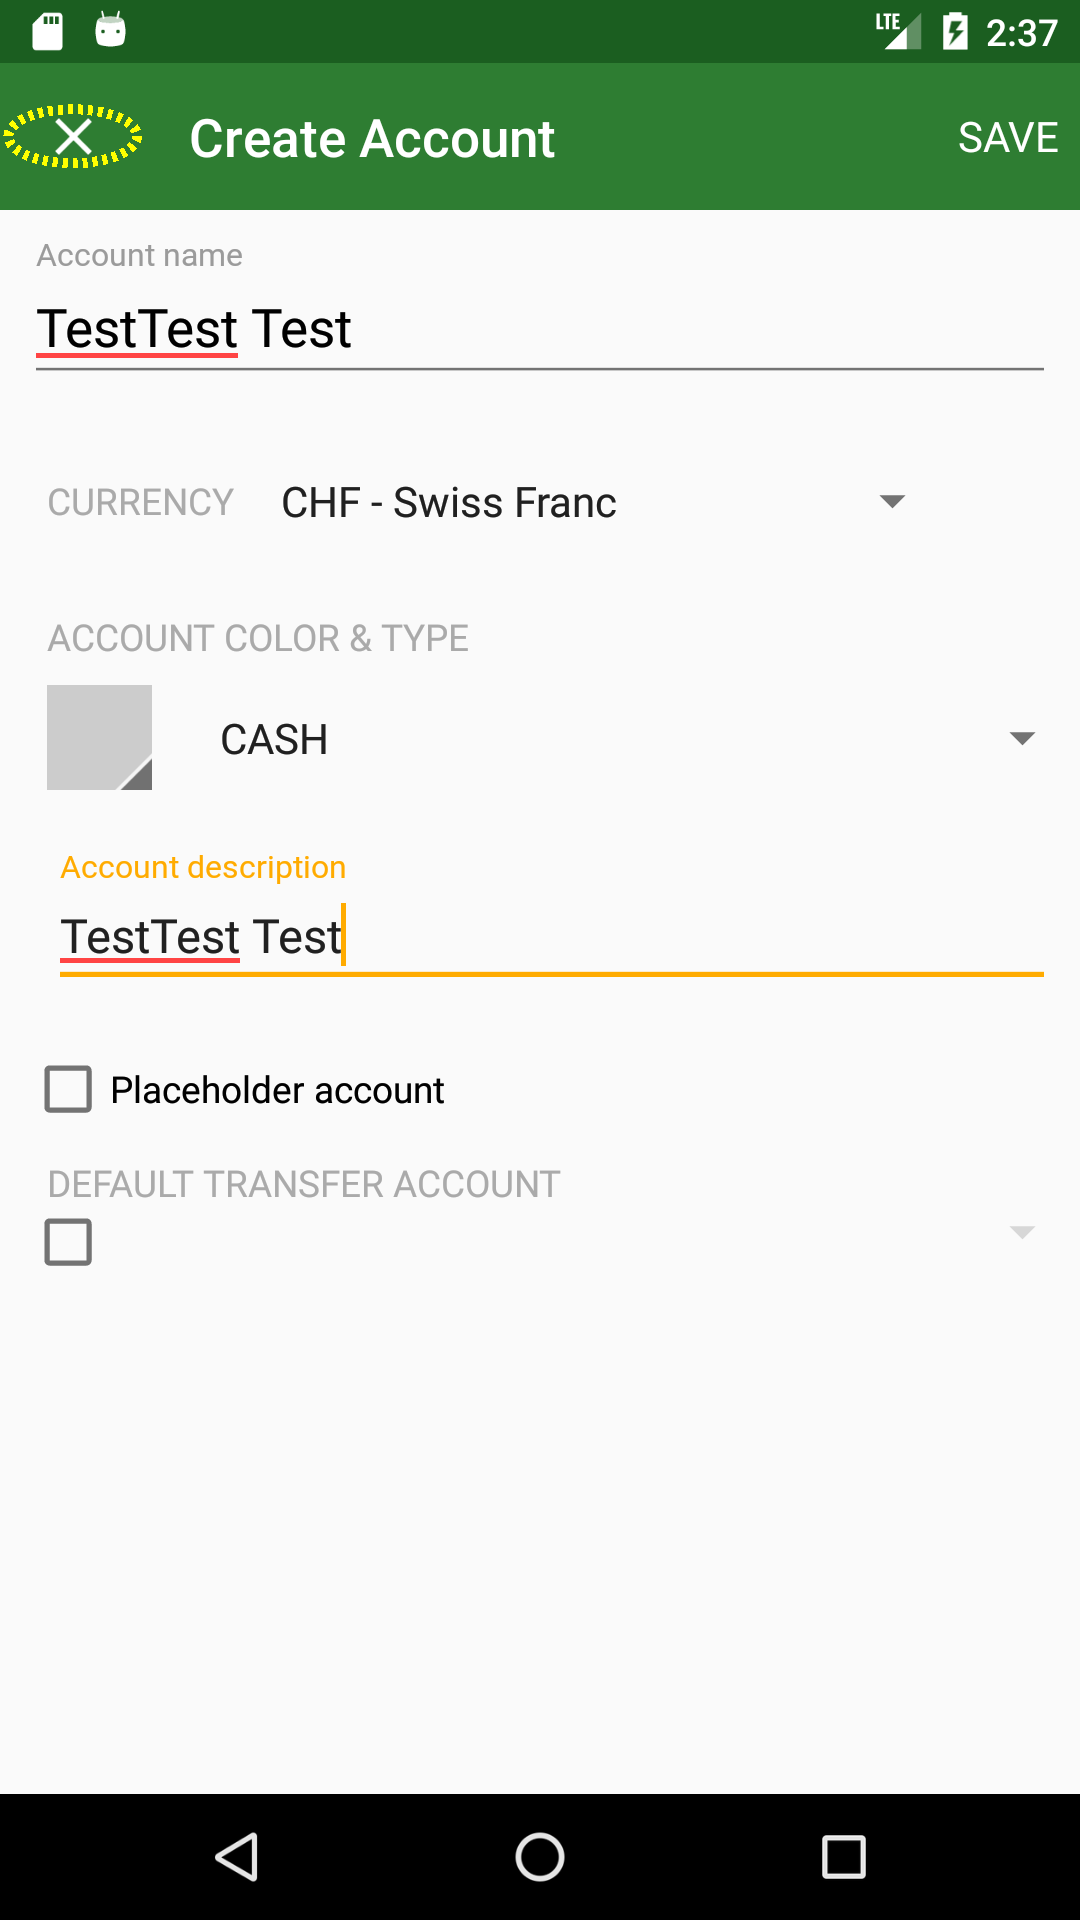 LTE 2:37
Create Account SAVE
Account name
TestTest Test
CURRENCY CHF - Swiss Franc
ACCOUNT COLOR & TYPE
CASH
Account description
TestTest Test
Placeholder account
DEFAULT TRANSFER ACCOUNT